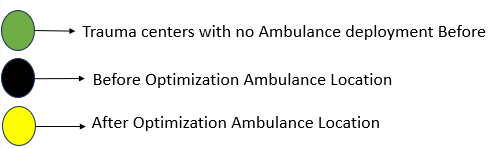 Trauma centers with no Ambulance deployment Before
Before Optimization Ambulance Location
After Optimization Ambulance Location